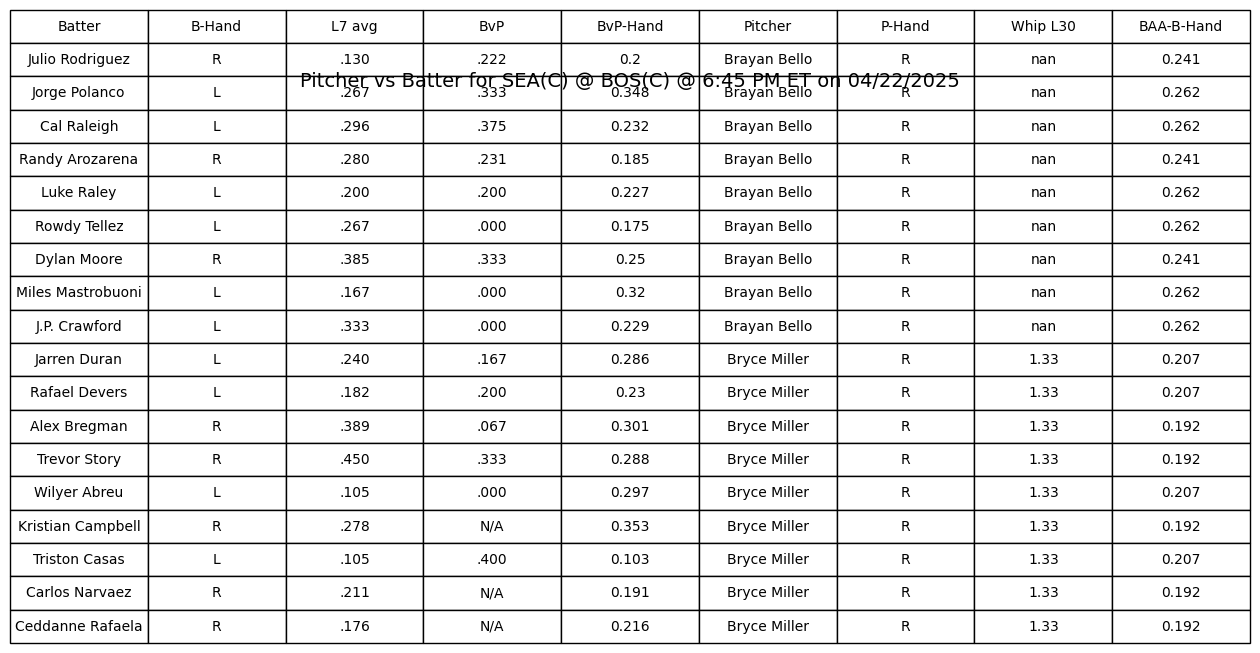 Batter B-Hand L7 avg BvP BvP-Hand Pitcher P-Hand Whip L30 BAA-B-Hand
Julio Rodriguez R .130 .222 0.2 Brayan Bello R nan 0.241
Pitcher vs Batter for SEA(C) @ BOS(C) @ 6:45 PM ET on 04/22/2025
Jorge Polanco L .267 .333 0.348 Brayan Bello R nan 0.262
Cal Raleigh L .296 .375 0.232 Brayan Bello R nan 0.262
Randy Arozarena R .280 .231 0.185 Brayan Bello R nan 0.241
Luke Raley L .200 .200 0.227 Brayan Bello R nan 0.262
Rowdy Tellez L .267 .000 0.175 Brayan Bello R nan 0.262
Dylan Moore R .385 .333 0.25 Brayan Bello R nan 0.241
Miles Mastrobuoni L .167 .000 0.32 Brayan Bello R nan 0.262
J.P. Crawford L .333 .000 0.229 Brayan Bello R nan 0.262
Jarren Duran L .240 .167 0.286 Bryce Miller R 1.33 0.207
Rafael Devers L .182 .200 0.23 Bryce Miller R 1.33 0.207
Alex Bregman R .389 .067 0.301 Bryce Miller R 1.33 0.192
Trevor Story R .450 .333 0.288 Bryce Miller R 1.33 0.192
Wilyer Abreu L .105 .000 0.297 Bryce Miller R 1.33 0.207
Kristian Campbell R .278 N/A 0.353 Bryce Miller R 1.33 0.192
Triston Casas L .105 .400 0.103 Bryce Miller R 1.33 0.207
Carlos Narvaez R .211 N/A 0.191 Bryce Miller R 1.33 0.192
Ceddanne Rafaela R .176 N/A 0.216 Bryce Miller R 1.33 0.192